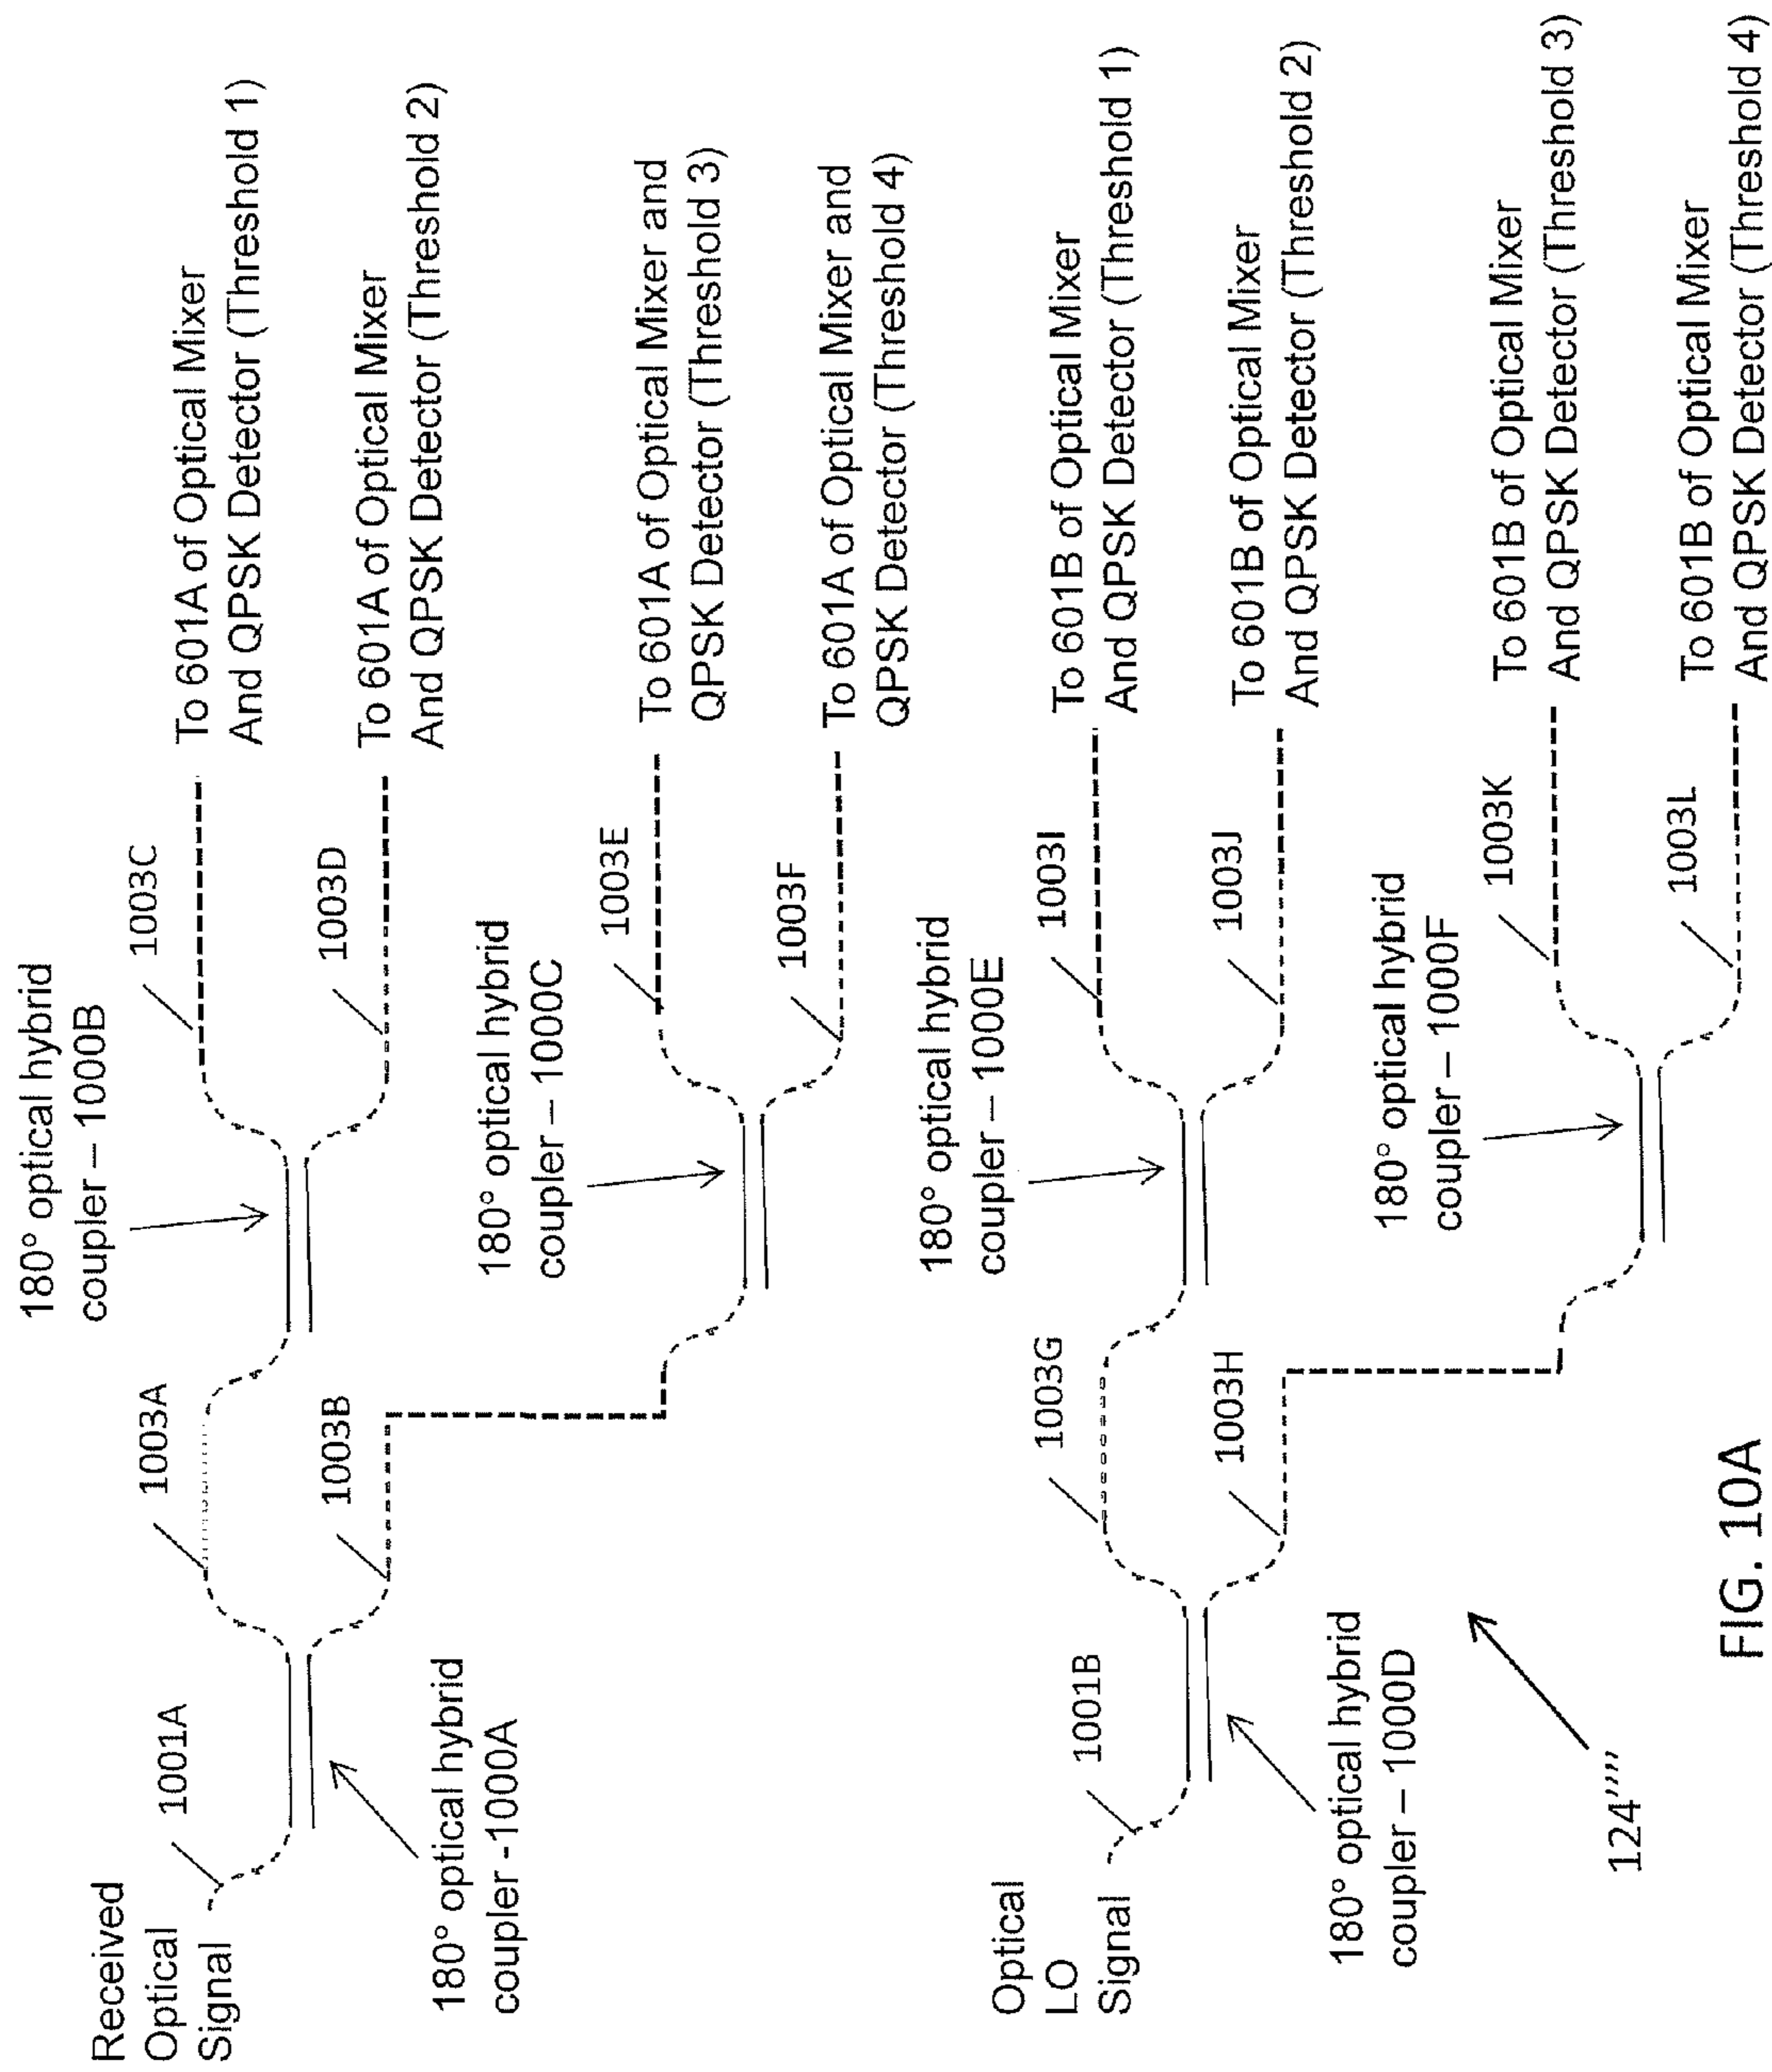 Received
Optical
Signal
1001A
180° optical hybrid
coupler -1000A
1003A
1003B
180° optical hybrid
coupler – 1000B
1003C
1003D
To 601A of Optical Mixer
And QPSK Detector (Threshold 1)
To 601A of Optical Mixer
And QPSK Detector (Threshold 2)
180° optical hybrid
coupler – 1000C
1003E
1003F
To 601A of Optical Mixer and
QPSK Detector (Threshold 3)
To 601A of Optical Mixer and
QPSK Detector (Threshold 4)
Optical
LO
Signal
1001B
180° optical hybrid
coupler – 1000D
1003G
1003H
180° optical hybrid
coupler – 1000E
1003I
1003J
To 601B of Optical Mixer
And QPSK Detector (Threshold 1)
To 601B of Optical Mixer
And QPSK Detector (Threshold 2)
180° optical hybrid
coupler – 1000F
1003K
1003L
To 601B of Optical Mixer
And QPSK Detector (Threshold 3)
To 601B of Optical Mixer
And QPSK Detector (Threshold 4)
124''''
FIG. 10A